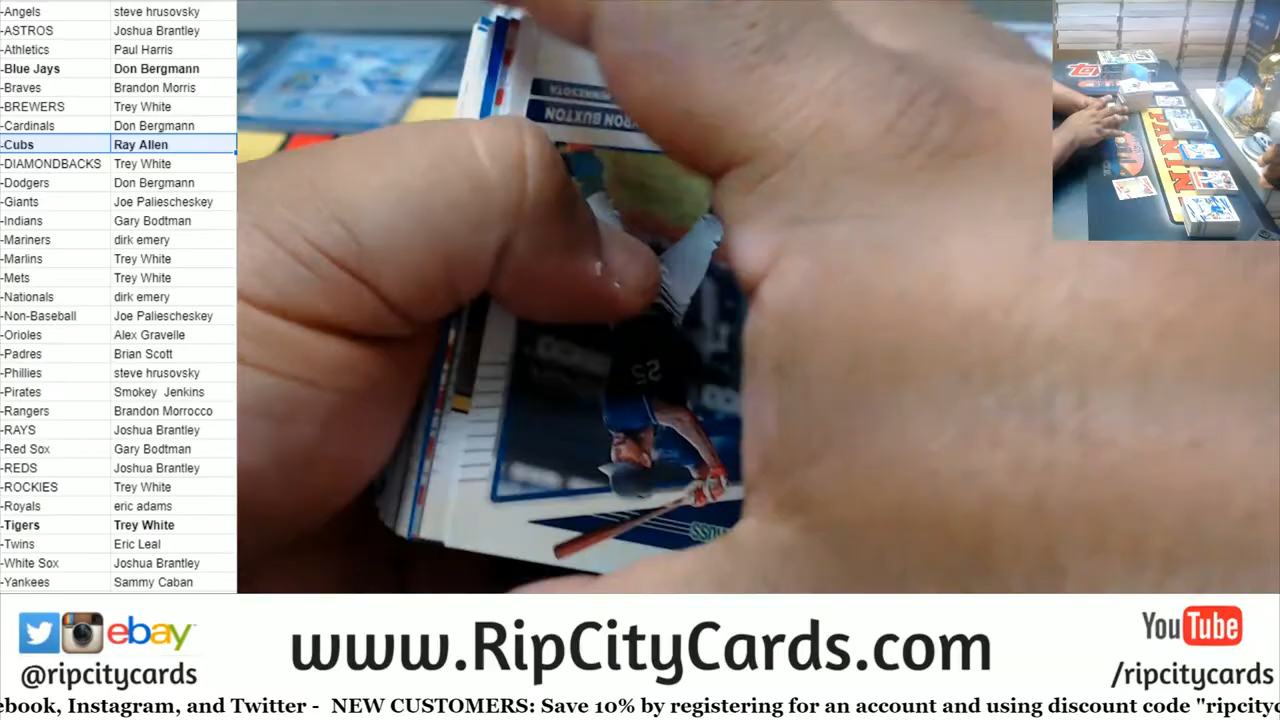 -Angels steve hrusovsky
-ASTROS Joshua Brantley
-Athletics Paul Harris
-Blue Jays Don Bergmann
-Braves Brandon Morris
-BREWERS Trey White
-Cardinals Don Bergmann
-Cubs Ray Allen
-DIAMONDBACKS Trey White
-Dodgers Don Bergmann
-Giants Joe Paliescheskey
-Indians Gary Bodtman
-Mariners dirk emery
-Marlins Trey White
-Mets Trey White
-Nationals dirk emery
-Non-Baseball Joe Paliescheskey
-Orioles Alex Gravelle
-Padres Brian Scott
-Phillies steve hrusovsky
-Pirates Smokey Jenkins
-Rangers Brandon Morrocco
-RAYS Joshua Brantley
-Red Sox Gary Bodtman
-REDS Joshua Brantley
-ROCKIES Trey White
-Royals eric adams
-Tigers Trey White
-Twins Eric Leal
-White Sox Joshua Brantley
-Yankees Sammy Caban
MINNESOTA
YRON BUXTON
25
PANINI
ebay
@ripcitycards
www.RipCityCards.com
YouTube
/ripcitycards
ebook, Instagram, and Twitter - NEW CUSTOMERS: Save 10% by registering for an account and using discount code "ripcityc